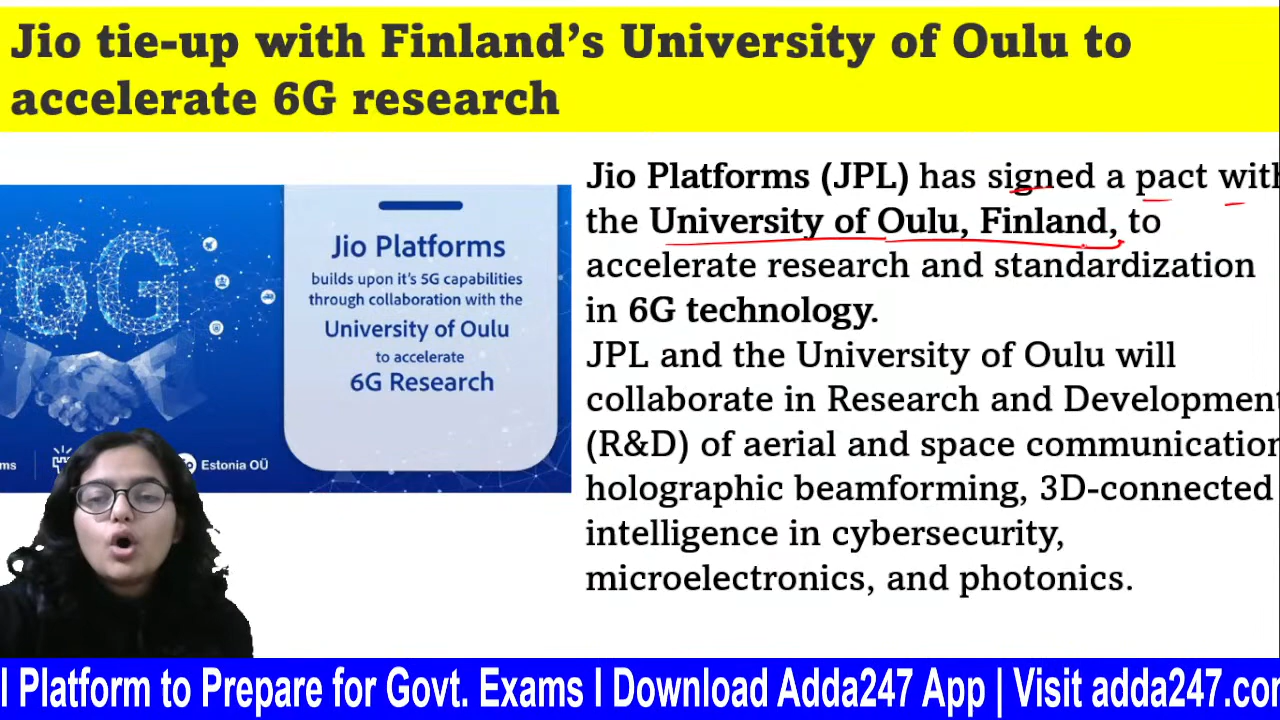 Jio tie-up with Finland's University of Oulu to
accelerate 6G research
Jio Platforms (JPL) has signed a pact with
the University of Oulu, Finland, to
accelerate research and standardization
in 6G technology.
JPL and the University of Oulu will
collaborate in Research and Development
(R&D) of aerial and space communication
holographic beamforming, 3D-connected
intelligence in cybersecurity,
microelectronics, and photonics.
6G
Jio Platforms
builds upon it's 5G capabilities
through collaboration with the
University of Oulu
to accelerate
6G Research
ms
Estonia OÜ
l Platform to Prepare for Govt. Exams I Download Adda247 App | Visit adda247.com